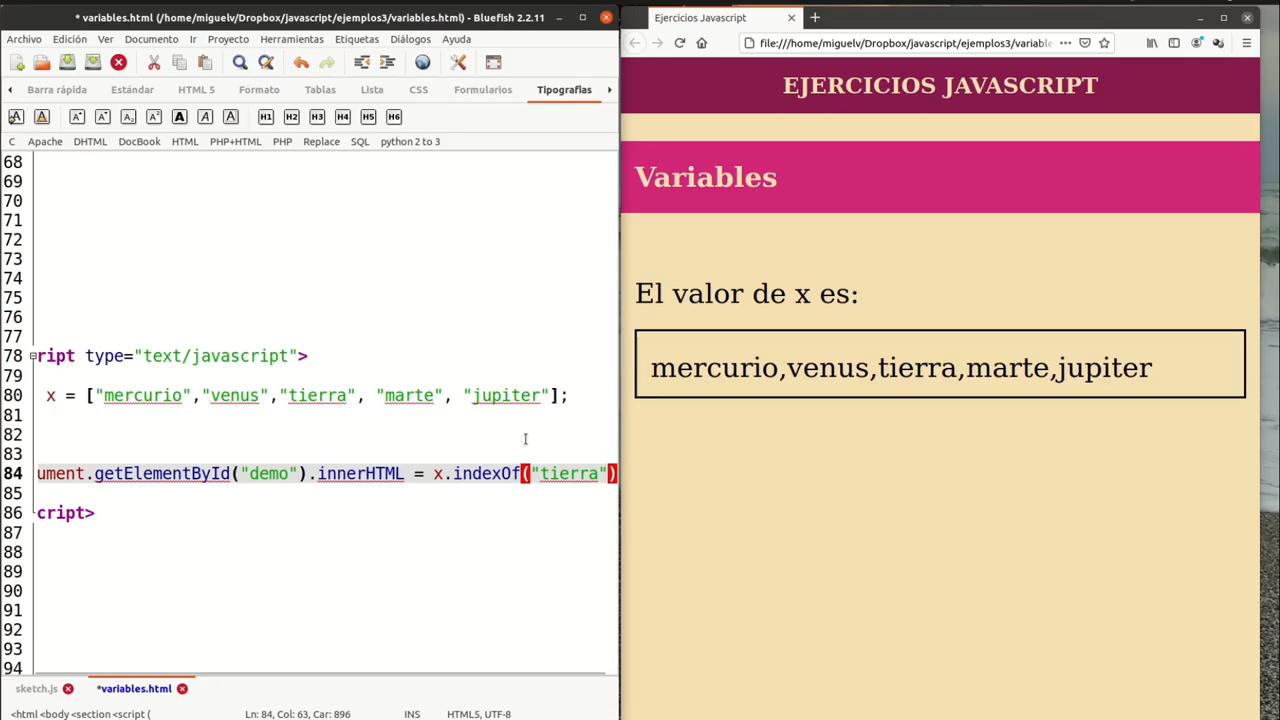 * variables.html (/home/miguelv/Dropbox/javascript/ejemplos3/variables.html) - Bluefish 2.2.11
Archivo Edición Ver Documento Ir Proyecto Herramientas Etiquetas Diálogos Ayuda
Barra rápida Estándar HTML 5 Formato Tablas Lista CSS Formularios Tipografías
H1 H2 H3 H4 H5 H6
C Apache DHTML DocBook HTML PHP+HTML PHP Replace SQL python 2 to 3
68
69
70
71
72
73
74
75
76
77
78 ript type="text/javascript">
79
80 x = ["mercurio","venus","tierra", "marte", "jupiter"];
81
82
83
84 ument.getElementById("demo").innerHTML = x.indexOf("tierra")
85
86 cript>
87
88
89
90
91
92
93
94
sketch.js *variables.html
<html <body <section <script ( Ln: 84, Col: 63, Car: 896 INS HTML5, UTF-8
Ejercicios Javascript
file:///home/miguelv/Dropbox/javascript/ejemplos3/variable
EJERCICIOS JAVASCRIPT
Variables
El valor de x es:
mercurio,venus,tierra,marte,jupiter